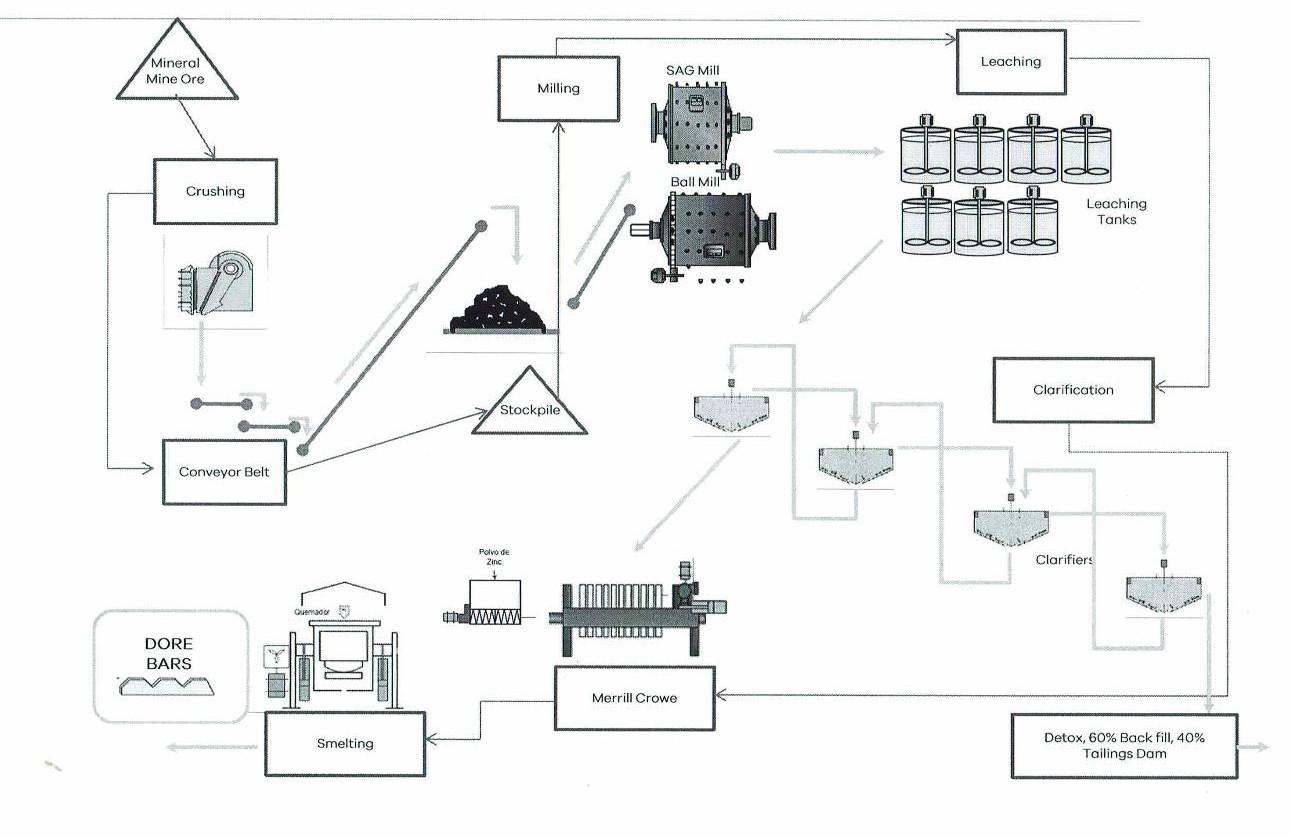 Mineral
Mine Ore
Crushing
Conveyor Belt
Stockpile
Milling
SAG Mill
Ball Mill
Leaching
Leaching
Tanks
Clarification
Clarifiers
Polvo de
Zinc
Merrill Crowe
Quemador
Smelting
DORE
BARS
Detox, 60% Back fill, 40%
Tailings Dam